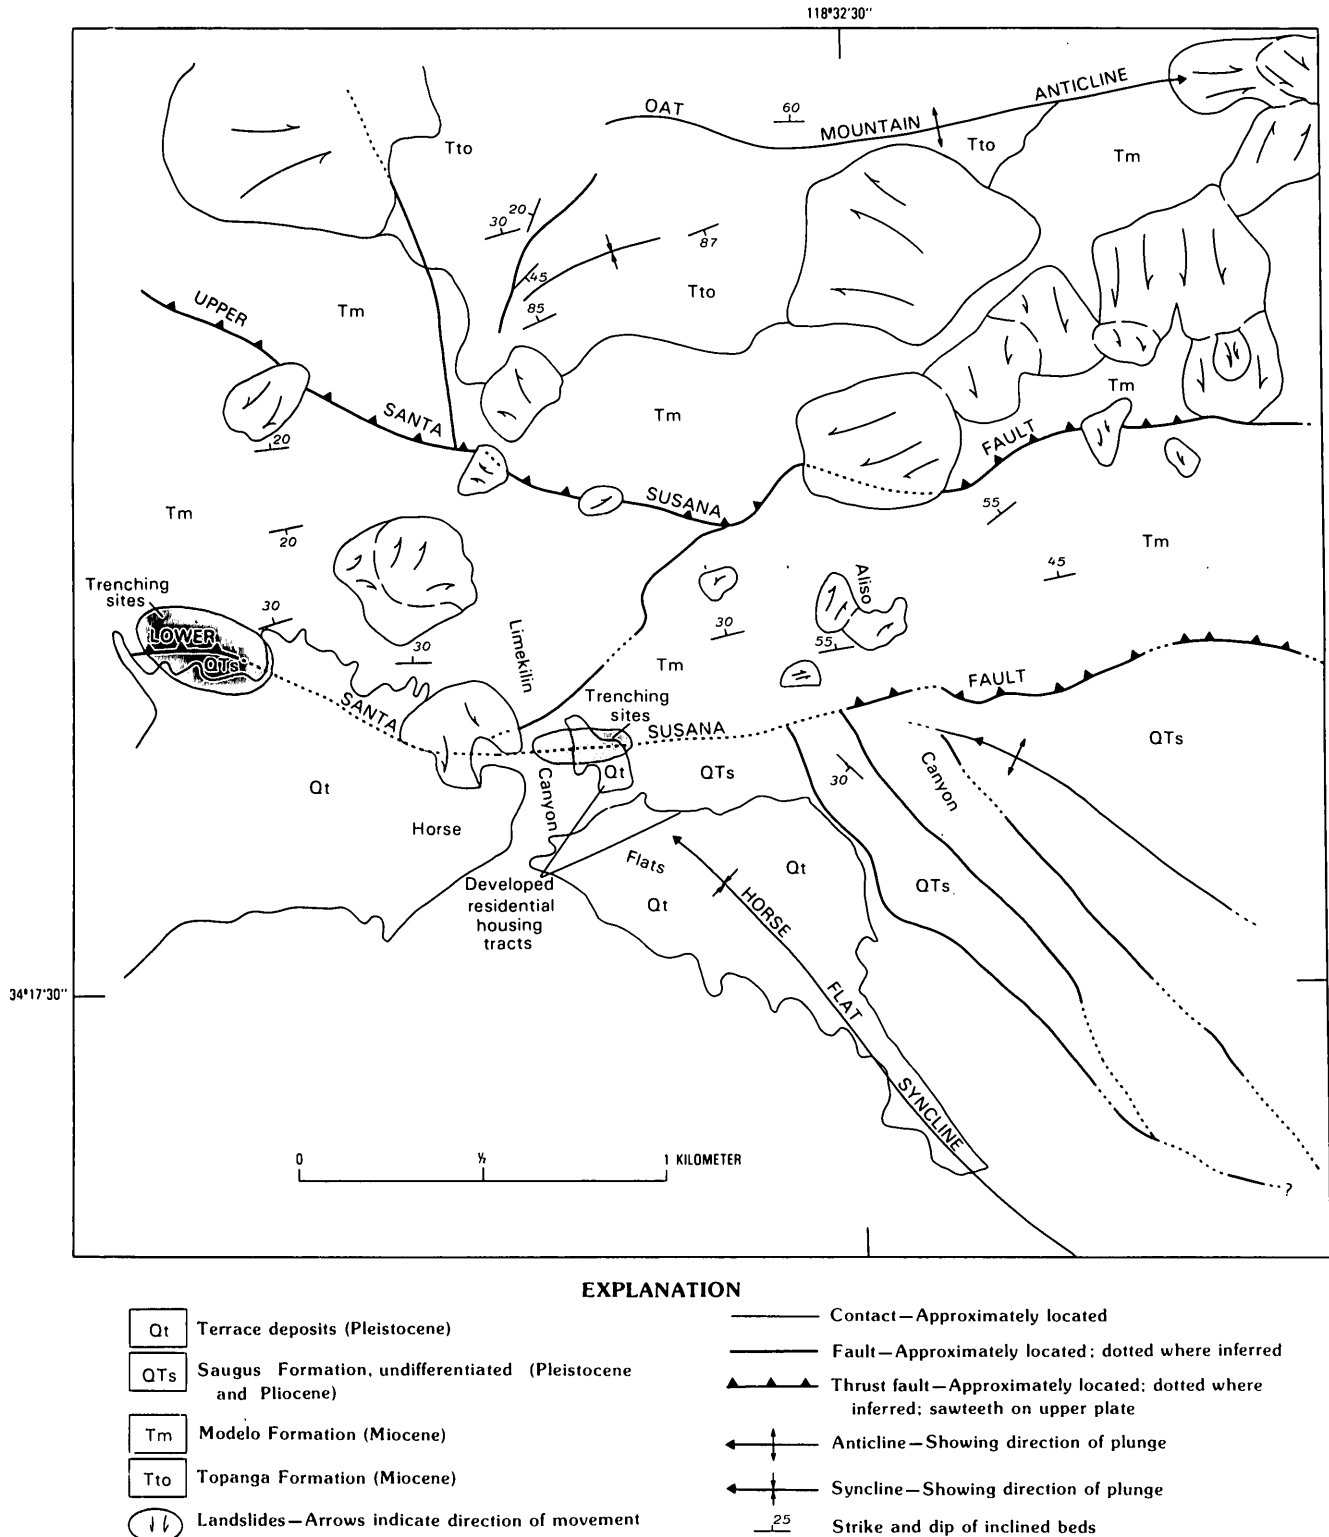 118°32'30"
OAT
60
MOUNTAIN
ANTICLINE
Tto
Tto
Tm
20
30
87
45
85
Tto
UPPER
Tm
SANTA
20
Tm
Tm
FAULT
SUSANA
55
Tm
20
Tm
45
Trenching
sites
30
LOWER
QTs
30
Limekilin
30
Aliso
55
Tm
SANTA
Trenching
sites
SUSANA
FAULT
QTs
Qt
Horse
Canyon
Qt
QTs
30
Canyon
Flats
Qt
Qt
QTs
Developed
residential
housing
tracts
HORSE
FLAT
SYNCLINE
34°17'30"
?
0 ½ 1 KILOMETER
EXPLANATION
Qt Terrace deposits (Pleistocene)
QTs Saugus Formation, undifferentiated (Pleistocene
and Pliocene)
Tm Modelo Formation (Miocene)
Tto Topanga Formation (Miocene)
Landslides—Arrows indicate direction of movement
Contact—Approximately located
Fault—Approximately located; dotted where inferred
Thrust fault—Approximately located; dotted where
inferred; sawteeth on upper plate
Anticline—Showing direction of plunge
Syncline—Showing direction of plunge
25 Strike and dip of inclined beds